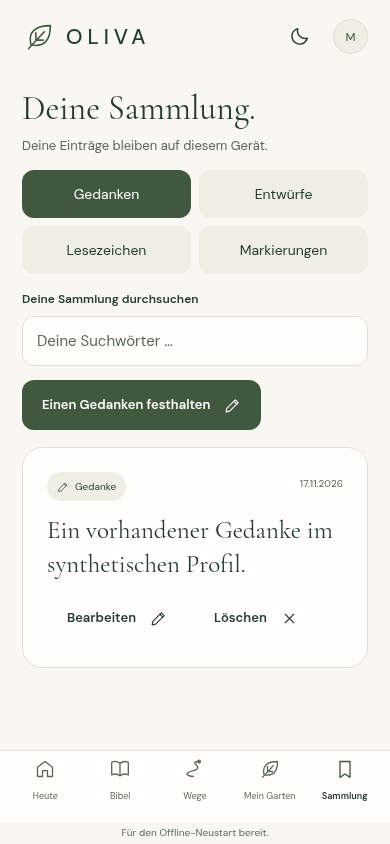 OLIVA
M
Deine Sammlung.
Deine Einträge bleiben auf diesem Gerät.
Gedanken
Entwürfe
Lesezeichen
Markierungen
Deine Sammlung durchsuchen
Deine Suchwörter …
Einen Gedanken festhalten
Gedanke
17.11.2026
Ein vorhandener Gedanke im
synthetischen Profil.
Bearbeiten
Löschen
Heute
Bibel
Wege
Mein Garten
Sammlung
Für den Offline-Neustart bereit.